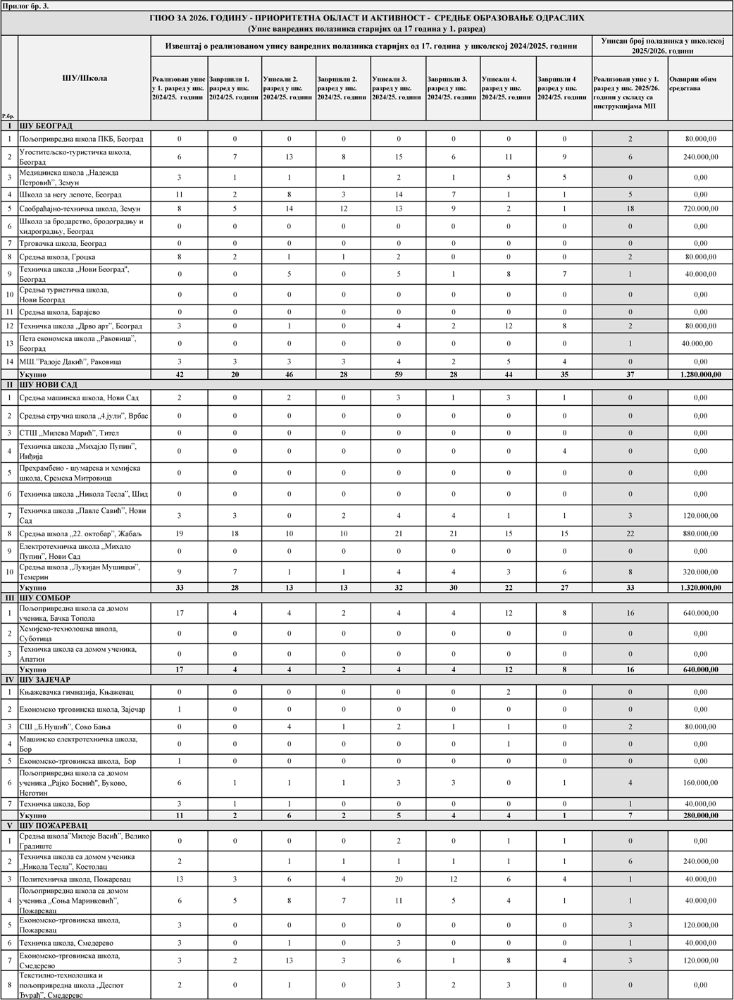 Прилог бр. 3.
ГПОО ЗА 2026. ГОДИНУ - ПРИОРИТЕТНА ОБЛАСТ И АКТИВНОСТ - СРЕДЊЕ ОБРАЗОВАЊЕ ОДРАСЛИХ
(Упис ванредних полазника старијих од 17 година у 1. разред)
Р.бр. ШУ/Школа
Извештај о реализованом упису ванредних полазника старијих од 17. година у школској 2024/2025. години
Уписан број полазника у школској
2025/2026. години
Реализован упис
у 1. разред у шк.
2024/25. години
Завршили 1.
разред у шк.
2024/25. години
Уписали 2.
разред у шк.
2024/25. години
Завршили 2.
разред у шк.
2024/25. години
Уписали 3.
разред у шк.
2024/25. години
Завршили 3.
разред у шк.
2024/25. години
Уписали 4.
разред у шк.
2024/25. години
Завршили 4
разред у шк.
2024/25. години
Реализован упис у 1.
разред у шк. 2025/26.
години у складу са
инструкцијама МП
Оквирни обим
средстава
I ШУ БЕОГРАД
1 Пољопривредна школа ПКБ, Београд 0 0 0 0 0 0 0 0 2 80.000,00
2 Угоститељско-туристичка школа,
Београд 6 7 13 8 15 6 11 9 6 240.000,00
3 Медицинска школа „Надежда
Петровић”, Земун 3 1 1 1 2 1 5 5 0 0,00
4 Школа за негу лепоте, Београд 11 2 8 3 14 7 1 1 5 0,00
5 Саобраћајно-техничка школа, Земун 8 5 14 12 13 9 2 1 18 720.000,00
6 Школа за бродарство, бродоградњу и
хидроградњу, Београд 0 0 0 0 0 0 0 0 0 0,00
7 Трговачка школа, Београд 0 0 0 0 0 0 0 0 0 0,00
8 Средња школа, Гроцка 8 2 1 1 2 0 0 0 2 80.000,00
9 Техничка школа „Нови Београд",
Београд 0 0 5 0 5 1 8 7 1 40.000,00
10 Средња туристичка школа,
Нови Београд 0 0 0 0 0 0 0 0 0 0,00
11 Средња школа, Барајево 0 0 0 0 0 0 0 0 0 0,00
12 Техничка школа „Дрво арт”, Београд 3 0 1 0 4 2 12 8 2 80.000,00
13 Пета економска школа „Раковица”,
Београд 0 0 0 0 0 0 0 0 1 40.000,00
14 МШ.”Радоје Дакић”, Раковица 3 3 3 3 4 2 5 4 0 0,00
Укупно 42 20 46 28 59 28 44 35 37 1.280.000,00
II ШУ НОВИ САД
1 Средња машинска школа, Нови Сад 2 0 2 0 3 1 3 1 0 0,00
2 Средња стручна школа „4.јули”, Врбас 0 0 0 0 0 0 0 0 0 0,00
3 СТШ „Милева Марић”, Тител 0 0 0 0 0 0 0 0 0 0,00
4 Техничка школа „Михајло Пупин”,
Инђија 0 0 0 0 0 0 0 4 0 0,00
5 Прехрамбено - шумарска и хемијска
школа, Сремска Митровица 0 0 0 0 0 0 0 0 0 0,00
6 Техничка школа „Никола Тесла”, Шид 0 0 0 0 0 0 0 0 0 0,00
7 Техничка школа „Павле Савић”, Нови
Сад 3 3 0 2 4 4 1 1 3 120.000,00
8 Средња школа „22. октобар”, Жабаљ 19 18 10 10 21 21 15 15 22 880.000,00
9 Електротехничка школа „Михало
Пупин”, Нови Сад 0 0 0 0 0 0 0 0 0 0,00
10 Средња школа „Лукијан Мушицки”,
Темерин 9 7 1 1 4 4 3 6 8 320.000,00
Укупно 33 28 13 13 32 30 22 27 33 1.320.000,00
III ШУ СОМБОР
1 Пољопривредна школа са домом
ученика, Бачка Топола 17 4 4 2 4 4 12 8 16 640.000,00
2 Хемијско-технолошка школа,
Суботица 0 0 0 0 0 0 0 0 0 0,00
3 Техничка школа са домом ученика,
Апатин 0 0 0 0 0 0 0 0 0 0,00
Укупно 17 4 4 2 4 4 12 8 16 640.000,00
IV ШУ ЗАЈЕЧАР
1 Књажевачка гимназија, Књажевац 0 0 0 0 0 0 2 0 0 0,00
2 Економско трговинска школа, Зајечар 1 0 0 0 0 0 0 0 0 0,00
3 СШ „Б.Нушић”, Соко Бања 0 0 4 1 2 1 1 0 2 80.000,00
4 Машинско електротехничка школа,
Бор 0 0 0 0 0 0 1 0 0 0,00
5 Економско-трговинска школа, Бор 1 0 0 0 0 0 0 0 0 0,00
6 Пољопривредна школа са домом
ученика „Рајко Боснић", Буково,
Неготин 6 1 1 1 3 3 0 1 4 160.000,00
7 Техничка школа, Бор 3 1 1 0 0 0 0 0 1 40.000,00
Укупно 11 2 6 2 5 4 4 1 7 280.000,00
V ШУ ПОЖАРЕВАЦ
1 Средња школа”Милоје Васић”, Велико
Градиште 0 0 0 0 2 0 1 1 0 0,00
2 Техничка школа са домом ученика
„Никола Тесла”, Костолац 2 1 1 1 1 1 1 6 240.000,00
3 Политехничка школа, Пожаревац 13 3 6 4 20 12 6 4 1 40.000,00
4 Пољопривредна школа са домом
ученика „Соња Маринковић”,
Пожаревац 6 5 8 7 11 5 4 1 1 40.000,00
5 Економско-трговинска школа,
Пожаревац 3 0 0 0 0 0 0 0 3 120.000,00
6 Техничка школа, Смедерево 3 0 1 0 3 0 0 0 1 40.000,00
7 Економско-трговинска школа,
Смедерево 3 2 13 3 6 1 8 4 3 120.000,00
8 Текстилно-технолошка и
пољопривредна школа „Деспот
Ђурађ”, Смедерево 2 0 1 0 3 2 3 0 0 0,00